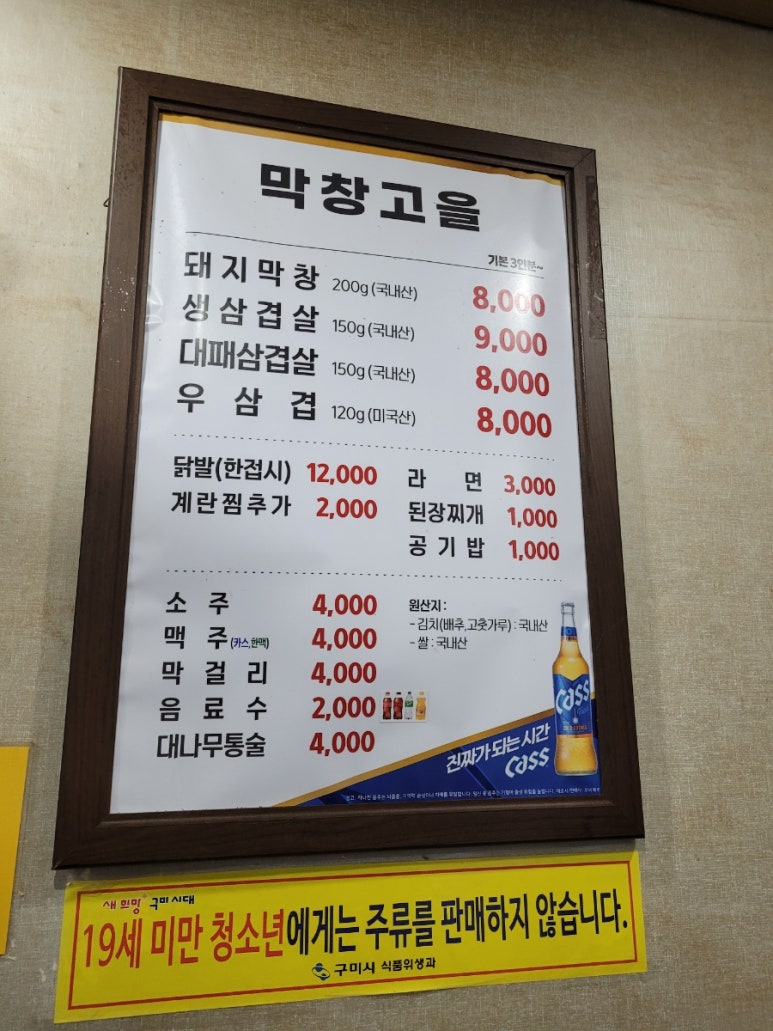 막창고을
기본 3인분~
돼지막창 200g (국내산) 8,000
생삼겹살 150g (국내산) 9,000
대패삼겹살 150g (국내산) 8,000
우삼겹 120g (미국산) 8,000
닭발(한접시) 12,000
계란찜추가 2,000
라면 3,000
된장찌개 1,000
공기밥 1,000
소주 4,000
맥주 (카스,한맥) 4,000
막걸리 4,000
음료수 2,000
대나무통술 4,000
원산지 :
- 김치(배추,고춧가루) : 국내산
- 쌀 : 국내산
Cass
진짜가 되는 시간
Cass
새 희망 구미시대
19세 미만 청소년에게는 주류를 판매하지 않습니다.
구미시 식품위생과